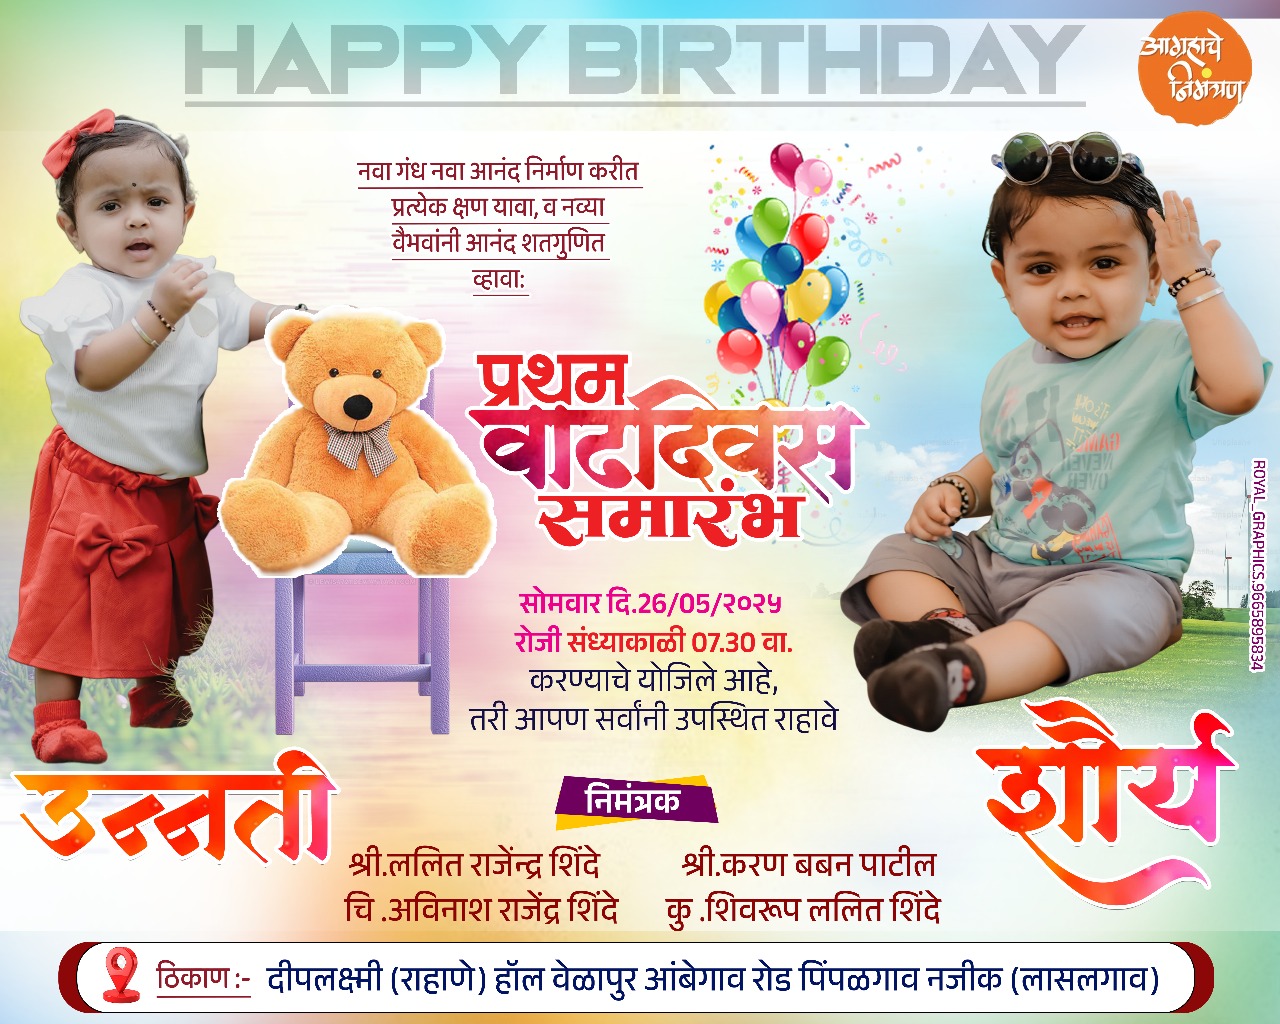 HAPPY BIRTHDAY
आग्रहाचे
निमंत्रण
नवा गंध नवा आनंद निर्माण करीत
प्रत्येक क्षण यावा, व नव्या
वैभवांनी आनंद शतगुणित
व्हावा:
प्रथम
वाढदिवस
समारंभ
सोमवार दि.26/05/२०२५
रोजी संध्याकाळी 07.30 वा.
करण्याचे योजिले आहे,
तरी आपण सर्वांनी उपस्थित राहावे
उन्नती
शौर्य
निमंत्रक
श्री.ललित राजेंन्द्र शिंदे
श्री.करण बबन पाटील
चि .अविनाश राजेंद्र शिंदे
कु .शिवरूप ललित शिंदे
ठिकाण :- दीपलक्ष्मी (राहाणे) हॉल वेळापुर आंबेगाव रोड पिंपळगाव नजीक (लासलगाव)
ROYAL_GRAPHICS.9665895834